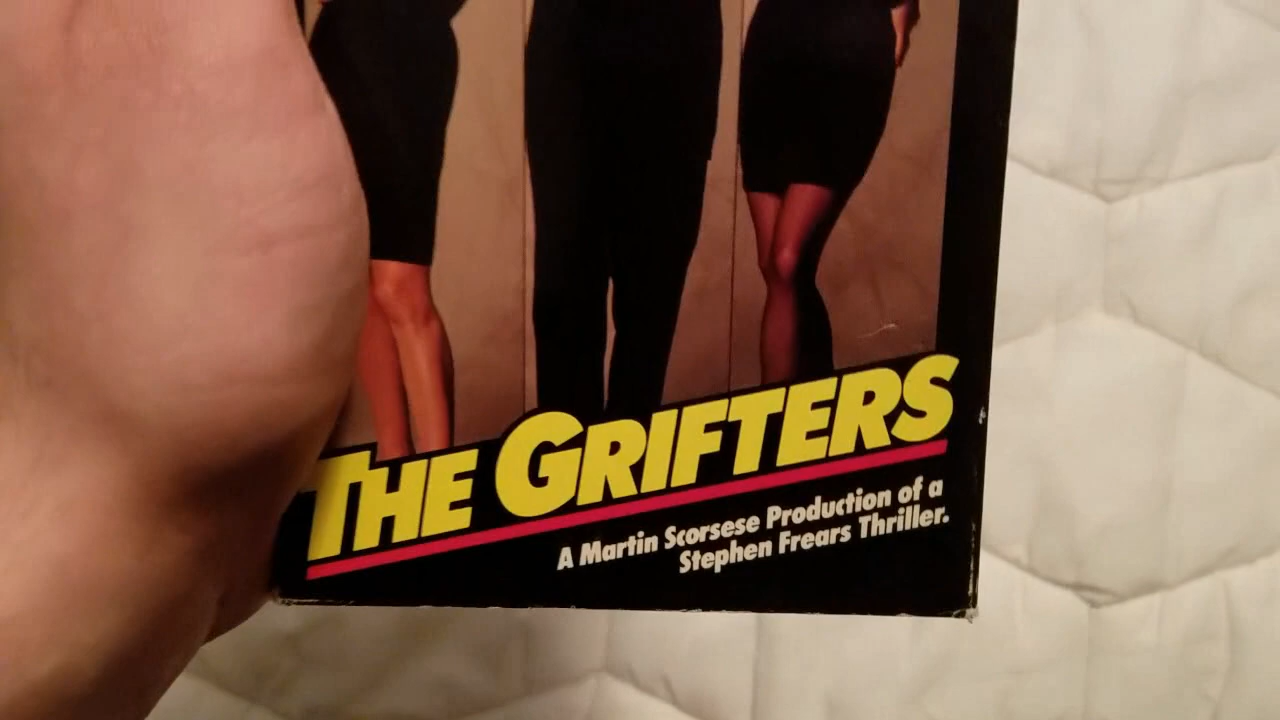 THE GRIFTERS
A Martin Scorsese Production of a
Stephen Frears Thriller.